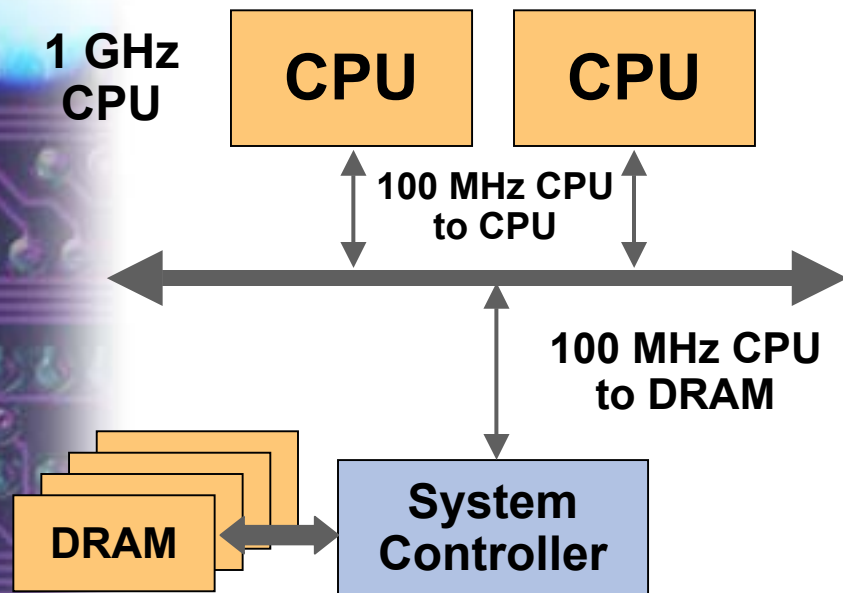 1 GHz
CPU
CPU
CPU
100 MHz CPU
to CPU
100 MHz CPU
to DRAM
DRAM
System
Controller